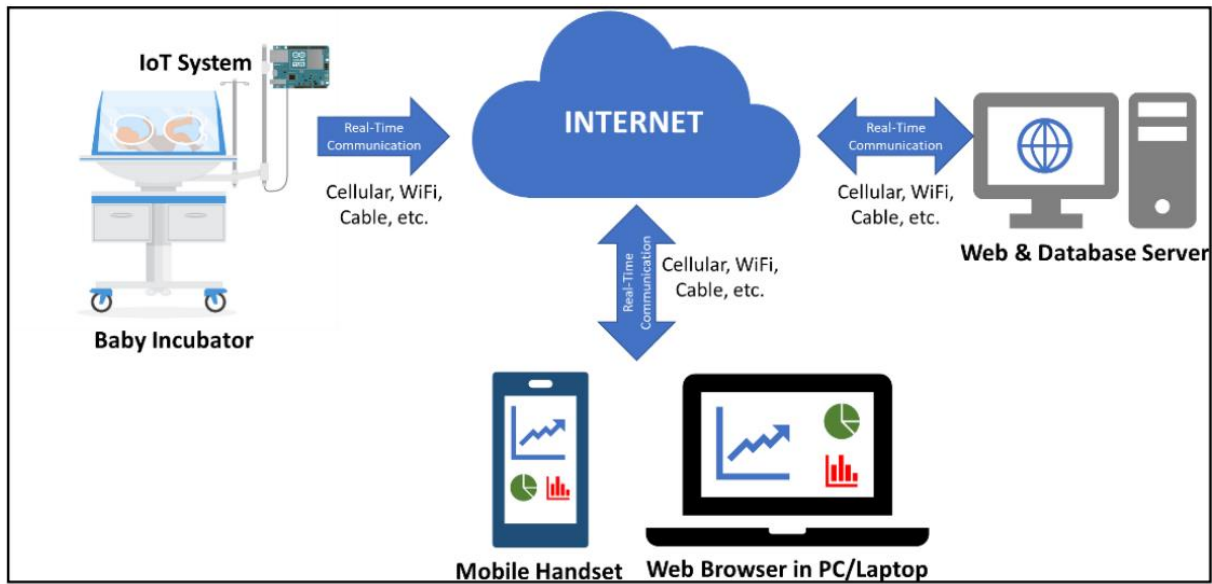 IoT System
INTERNET
Real-Time
Communication
Cellular, WiFi,
Cable, etc.
Real-Time
Communication
Cellular, WiFi,
Cable, etc.
Web & Database Server
Real-Time
Communication
Cellular, WiFi,
Cable, etc.
Baby Incubator
Mobile Handset
Web Browser in PC/Laptop